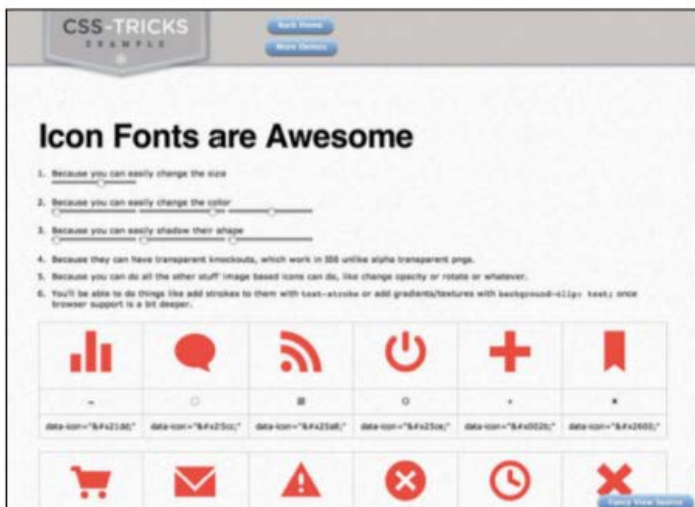 CSS-TRICKS
EXAMPLE
Back Home
More Demos
Icon Fonts are Awesome
1. Because you can easily change the size
2. Because you can easily change the color
3. Because you can easily shadow their shape
4. Because they can have transparent knockouts, which work in IE6 unlike alpha transparent pngs.
5. Because you can do all the other stuff image based icons can do, like change opacity or rotate or whatever.
6. You'll be able to do things like add strokes to them with text-stroke or add gradients/textures with background-clip: text; once
browser support is a bit deeper.
data-icon="&#x21dd;" data-icon="&#x25cc;" data-icon="&#x25a8;" data-icon="&#x25ce;" data-icon="&#x002b;" data-icon="&#x2600;"
Fancy View Source